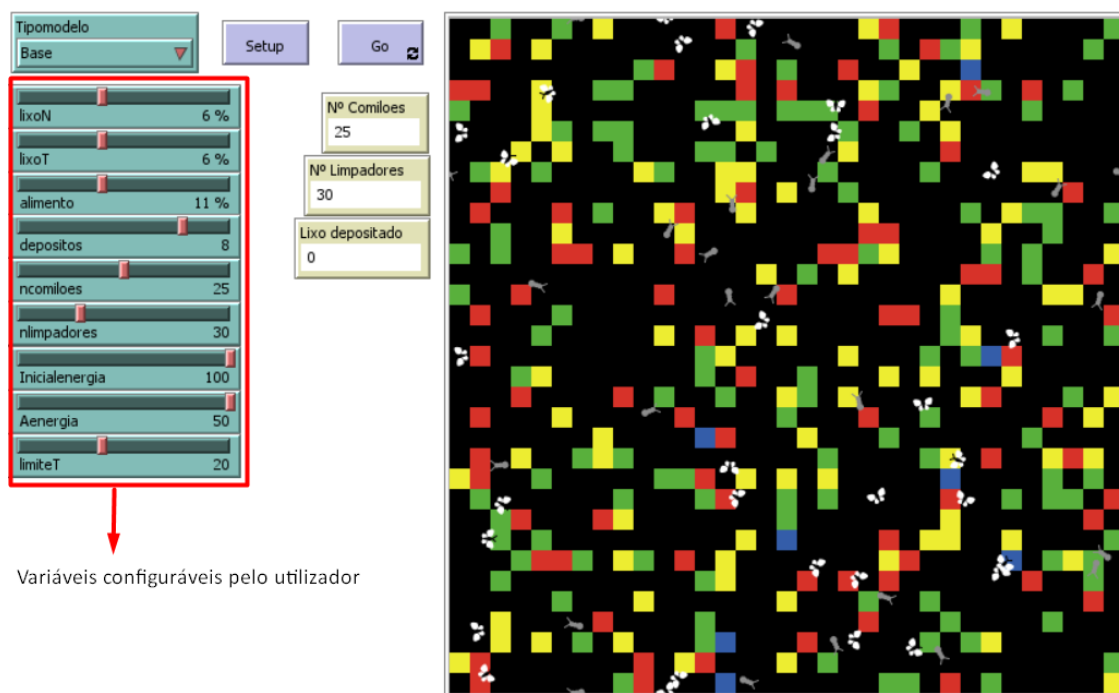 Tipomodelo
Base
Setup
Go
lixoN 6 %
lixoT 6 %
alimento 11 %
depositos 8
ncomiloes 25
nlimpadores 30
Inicialenergia 100
Aenergia 50
limiteT 20
Nº Comiloes
25
Nº Limpadores
30
Lixo depositado
0
Variáveis configuráveis pelo utilizador